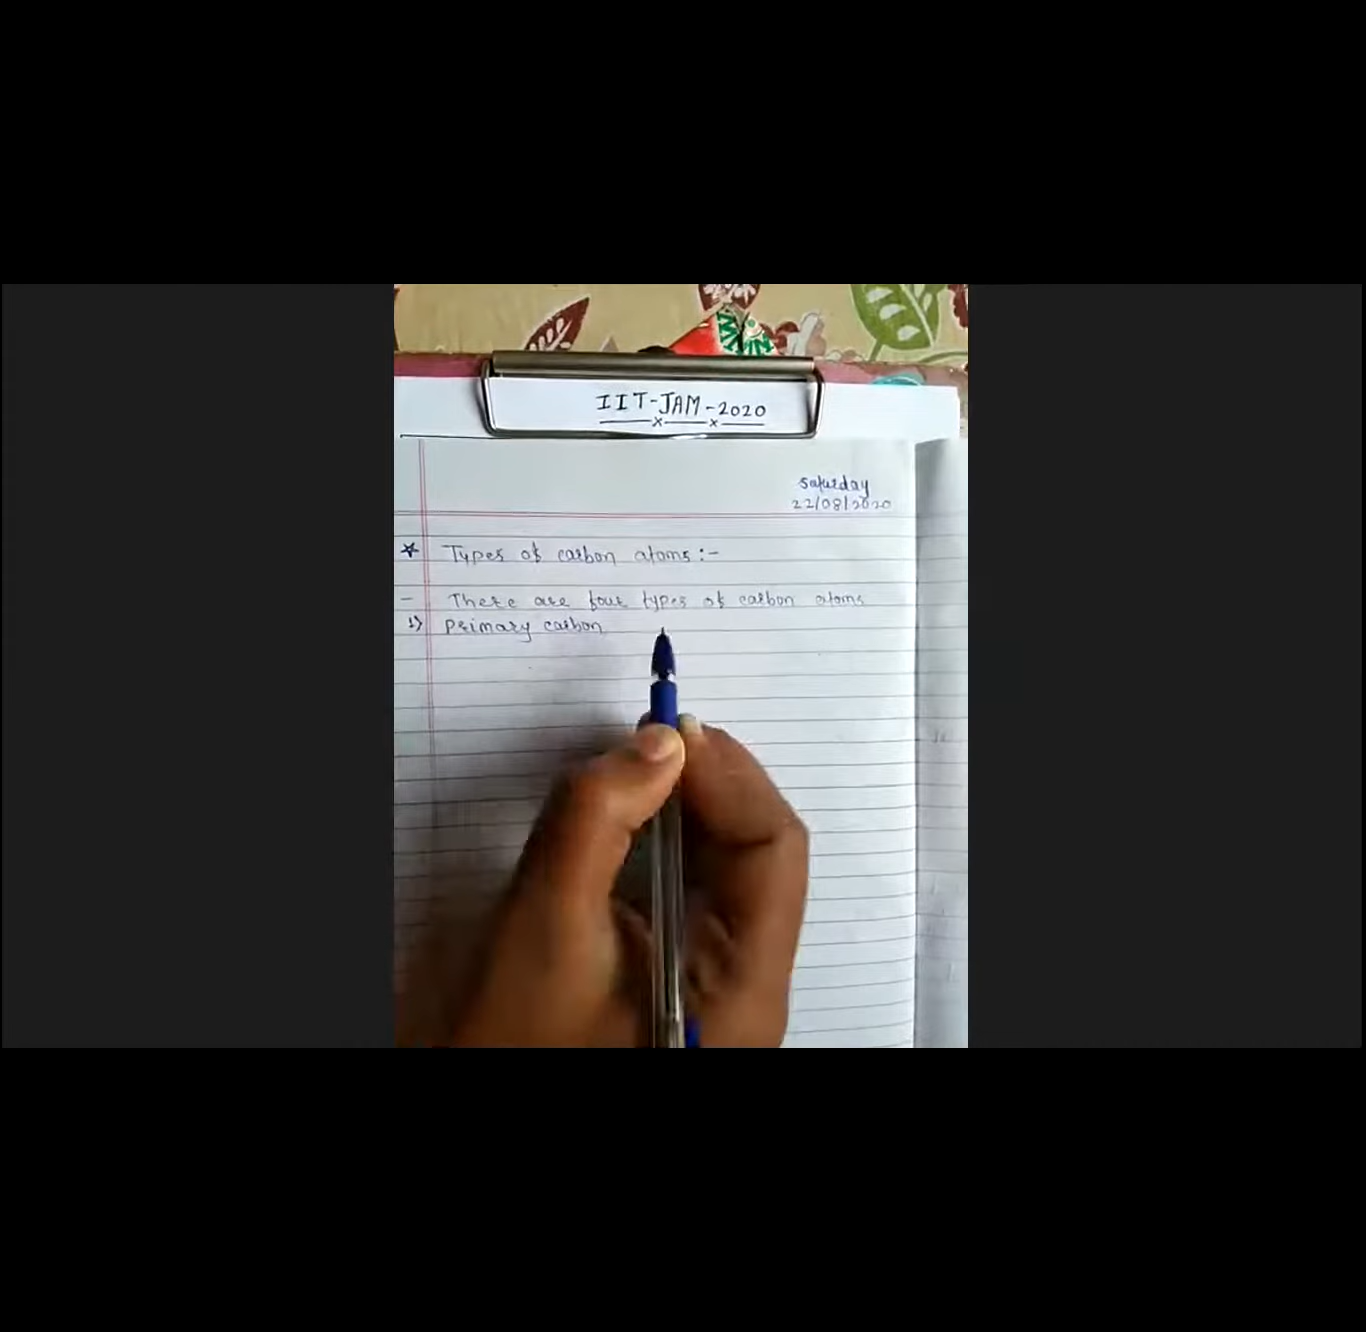 IIT-JAM-2020
Saturday
22/08/2020
Types of carbon atoms:-
- There are four types of carbon atoms
1) Primary carbon